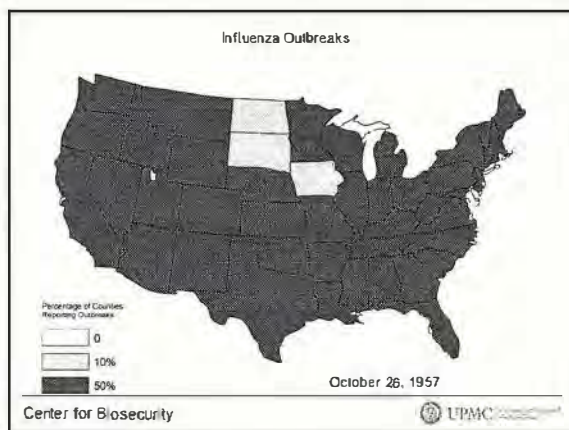 Influenza Outbreaks
Percentage of Counties
Reporting Outbreaks
0
10%
50%
October 26, 1957
Center for Biosecurity
UPMC